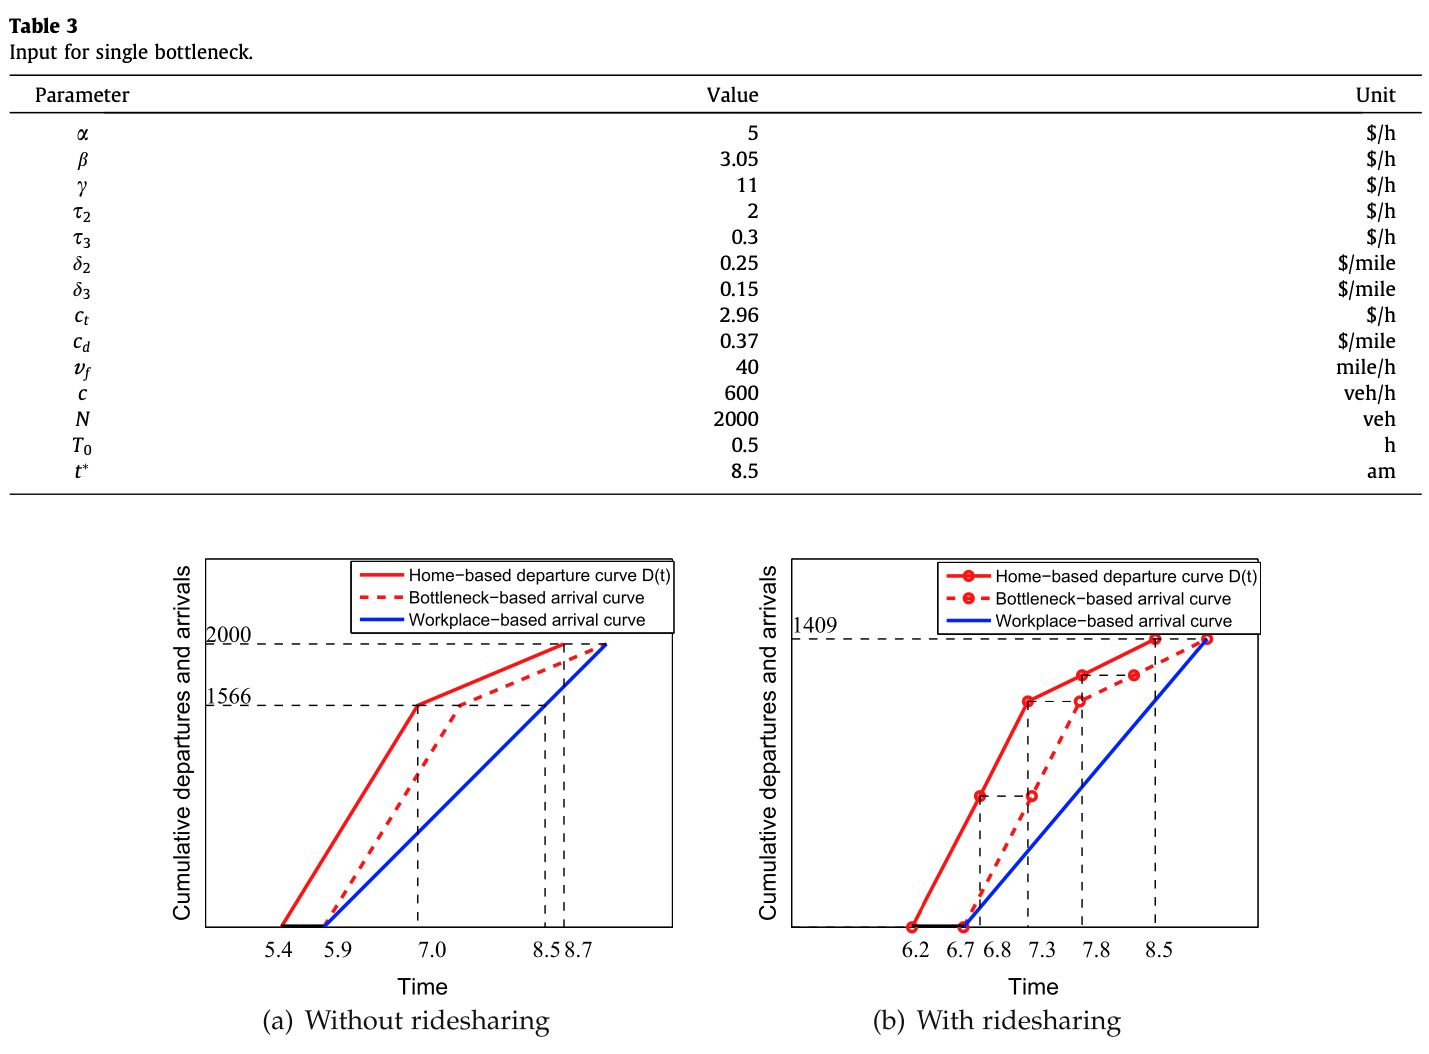 Table 3
Input for single bottleneck.
Parameter Value Unit
α 5 $/h
β 3.05 $/h
γ 11 $/h
τ2 2 $/h
τ3 0.3 $/h
δ2 0.25 $/mile
δ3 0.15 $/mile
ct 2.96 $/h
cd 0.37 $/mile
vf 40 mile/h
c 600 veh/h
N 2000 veh
T0 0.5 h
t* 8.5 am
Cumulative departures and arrivals
Home−based departure curve D(t)
Bottleneck−based arrival curve
Workplace−based arrival curve
2000
1566
5.4 5.9 7.0 8.5 8.7
Time
(a) Without ridesharing
Cumulative departures and arrivals
Home−based departure curve D(t)
Bottleneck−based arrival curve
Workplace−based arrival curve
1409
6.2 6.7 6.8 7.3 7.8 8.5
Time
(b) With ridesharing